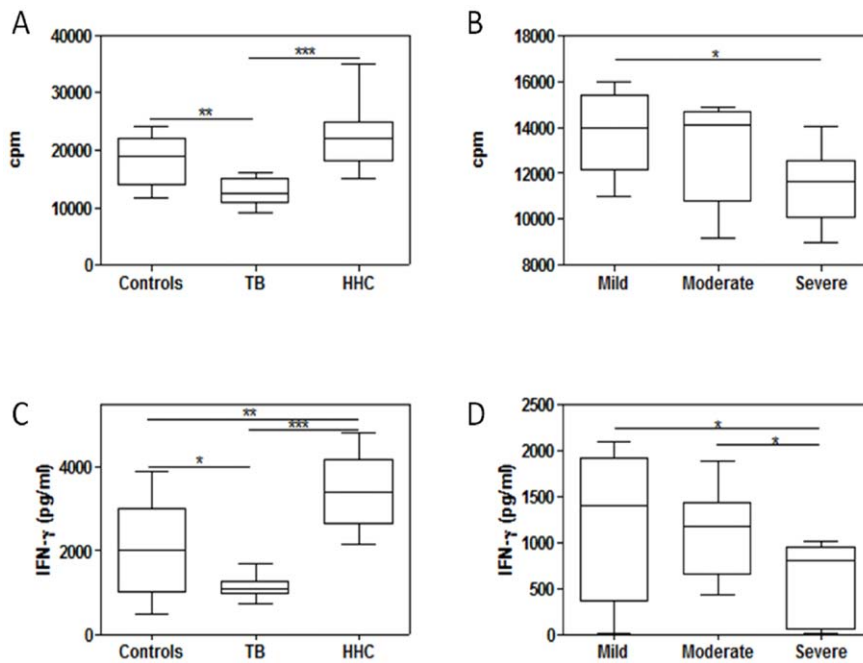 A
40000
30000
20000
10000
0
cpm
**
***
Controls TB HHC
B
18000
16000
14000
12000
10000
8000
cpm
*
Mild Moderate Severe
C
4000
2000
0
IFN-γ (pg/ml)
**
***
*
Controls TB HHC
D
2500
2000
1500
1000
500
0
IFN-γ (pg/ml)
*
*
Mild Moderate Severe